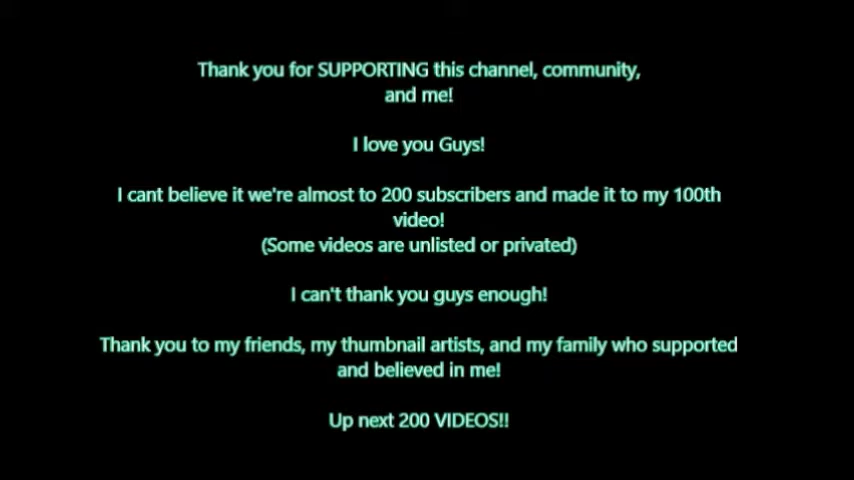 Thank you for SUPPORTING this channel, community,
and me!
I love you Guys!
I cant believe it we're almost to 200 subscribers and made it to my 100th
video!
(Some videos are unlisted or privated)
I can't thank you guys enough!
Thank you to my friends, my thumbnail artists, and my family who supported
and believed in me!
Up next 200 VIDEOS!!